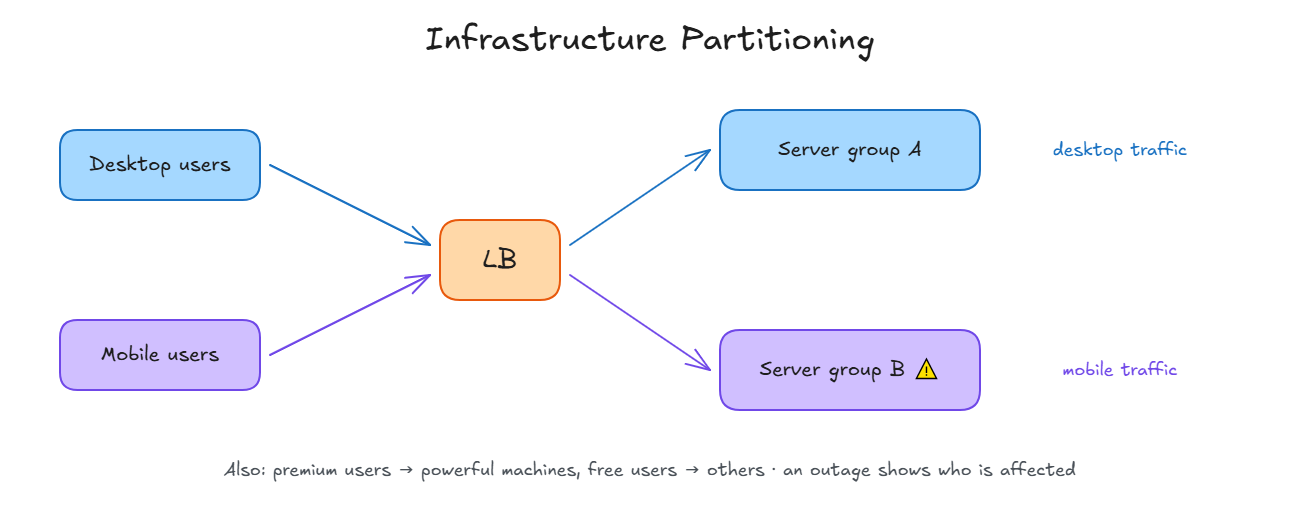 Infrastructure Partitioning
Desktop users
Server group A
desktop traffic
LB
Mobile users
Server group B ⚠️
mobile traffic
Also: premium users → powerful machines, free users → others · an outage shows who is affected